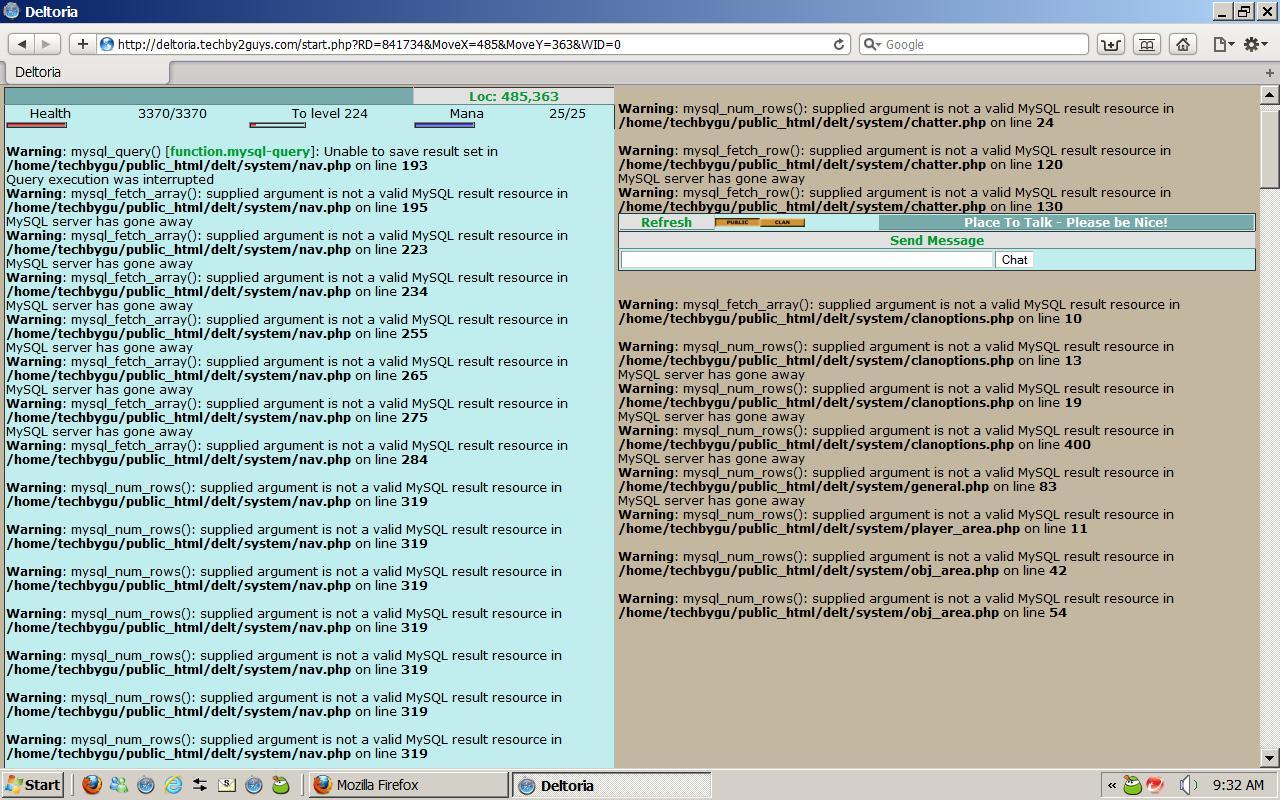 Deltoria
http://deltoria.techby2guys.com/start.php?RD=841734&MoveX=485&MoveY=363&WID=0
Google
Deltoria
Loc: 485,363
Health 3370/3370 To level 224 Mana 25/25
Warning: mysql_query() [function.mysql-query]: Unable to save result set in
/home/techbygu/public_html/delt/system/nav.php on line 193
Query execution was interrupted
Warning: mysql_fetch_array(): supplied argument is not a valid MySQL result resource in
/home/techbygu/public_html/delt/system/nav.php on line 195
MySQL server has gone away
Warning: mysql_fetch_array(): supplied argument is not a valid MySQL result resource in
/home/techbygu/public_html/delt/system/nav.php on line 223
MySQL server has gone away
Warning: mysql_fetch_array(): supplied argument is not a valid MySQL result resource in
/home/techbygu/public_html/delt/system/nav.php on line 234
MySQL server has gone away
Warning: mysql_fetch_array(): supplied argument is not a valid MySQL result resource in
/home/techbygu/public_html/delt/system/nav.php on line 255
MySQL server has gone away
Warning: mysql_fetch_array(): supplied argument is not a valid MySQL result resource in
/home/techbygu/public_html/delt/system/nav.php on line 265
MySQL server has gone away
Warning: mysql_fetch_array(): supplied argument is not a valid MySQL result resource in
/home/techbygu/public_html/delt/system/nav.php on line 275
MySQL server has gone away
Warning: mysql_fetch_array(): supplied argument is not a valid MySQL result resource in
/home/techbygu/public_html/delt/system/nav.php on line 284
Warning: mysql_num_rows(): supplied argument is not a valid MySQL result resource in
/home/techbygu/public_html/delt/system/nav.php on line 319
Warning: mysql_num_rows(): supplied argument is not a valid MySQL result resource in
/home/techbygu/public_html/delt/system/nav.php on line 319
Warning: mysql_num_rows(): supplied argument is not a valid MySQL result resource in
/home/techbygu/public_html/delt/system/nav.php on line 319
Warning: mysql_num_rows(): supplied argument is not a valid MySQL result resource in
/home/techbygu/public_html/delt/system/nav.php on line 319
Warning: mysql_num_rows(): supplied argument is not a valid MySQL result resource in
/home/techbygu/public_html/delt/system/nav.php on line 319
Warning: mysql_num_rows(): supplied argument is not a valid MySQL result resource in
/home/techbygu/public_html/delt/system/nav.php on line 319
Warning: mysql_num_rows(): supplied argument is not a valid MySQL result resource in
/home/techbygu/public_html/delt/system/nav.php on line 319
Warning: mysql_num_rows(): supplied argument is not a valid MySQL result resource in
/home/techbygu/public_html/delt/system/chatter.php on line 24
Warning: mysql_fetch_row(): supplied argument is not a valid MySQL result resource in
/home/techbygu/public_html/delt/system/chatter.php on line 120
MySQL server has gone away
Warning: mysql_fetch_row(): supplied argument is not a valid MySQL result resource in
/home/techbygu/public_html/delt/system/chatter.php on line 130
Refresh PUBLIC CLAN Place To Talk - Please be Nice!
Send Message
Chat
Warning: mysql_fetch_array(): supplied argument is not a valid MySQL result resource in
/home/techbygu/public_html/delt/system/clanoptions.php on line 10
Warning: mysql_num_rows(): supplied argument is not a valid MySQL result resource in
/home/techbygu/public_html/delt/system/clanoptions.php on line 13
MySQL server has gone away
Warning: mysql_num_rows(): supplied argument is not a valid MySQL result resource in
/home/techbygu/public_html/delt/system/clanoptions.php on line 19
MySQL server has gone away
Warning: mysql_num_rows(): supplied argument is not a valid MySQL result resource in
/home/techbygu/public_html/delt/system/clanoptions.php on line 400
MySQL server has gone away
Warning: mysql_num_rows(): supplied argument is not a valid MySQL result resource in
/home/techbygu/public_html/delt/system/general.php on line 83
MySQL server has gone away
Warning: mysql_num_rows(): supplied argument is not a valid MySQL result resource in
/home/techbygu/public_html/delt/system/player_area.php on line 11
Warning: mysql_num_rows(): supplied argument is not a valid MySQL result resource in
/home/techbygu/public_html/delt/system/obj_area.php on line 42
Warning: mysql_num_rows(): supplied argument is not a valid MySQL result resource in
/home/techbygu/public_html/delt/system/obj_area.php on line 54
Start Mozilla Firefox Deltoria 9:32 AM